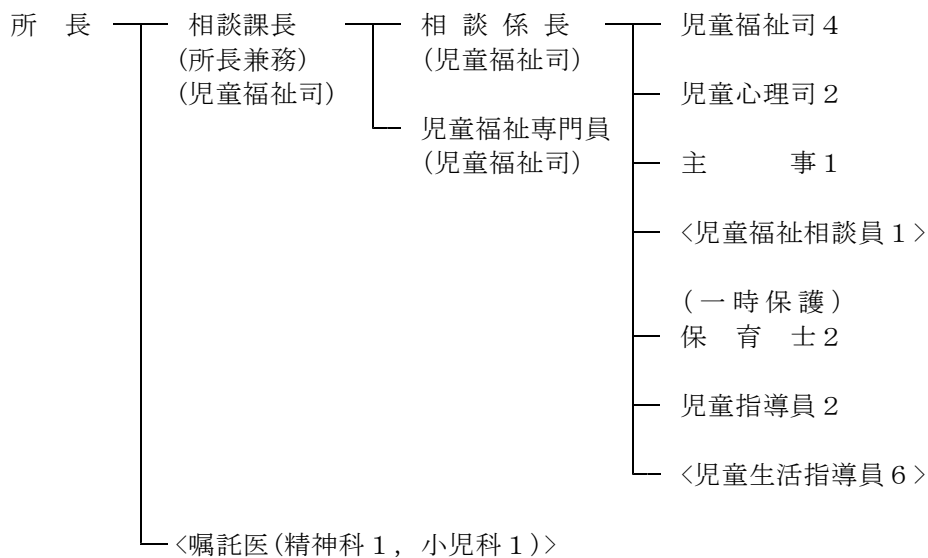 所　長　相談課長　相 談 係 長　児童福祉司４
(所長兼務)　(児童福祉司)
(児童福祉司)　児童心理司２
児童福祉専門員
(児童福祉司)　主　　事１
<児童福祉相談員１>
(一時保護)
保　育　士２
児童指導員２
<児童生活指導員６>
<嘱託医(精神科１，小児科１)>